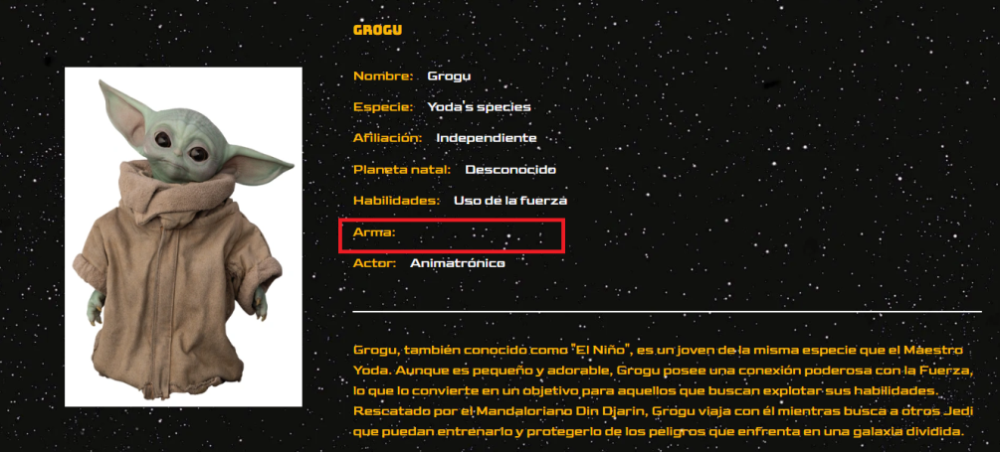 GROGU
Nombre: Grogu
Especie: Yoda's species
Afiliación: Independiente
Planeta natal: Desconocido
Habilidades: Uso de la fuerza
Arma:
Actor: Animatrónico
Grogu, también conocido como "El Niño", es un joven de la misma especie que el Maestro
Yoda. Aunque es pequeño y adorable, Grogu posee una conexión poderosa con la Fuerza,
lo que lo convierte en un objetivo para aquellos que buscan explotar sus habilidades.
Rescatado por el Mandaloriano Din Djarin, Grogu viaja con él mientras busca a otros Jedi
que puedan entrenarlo y protegerlo de los peligros que enfrenta en una galaxia dividida.